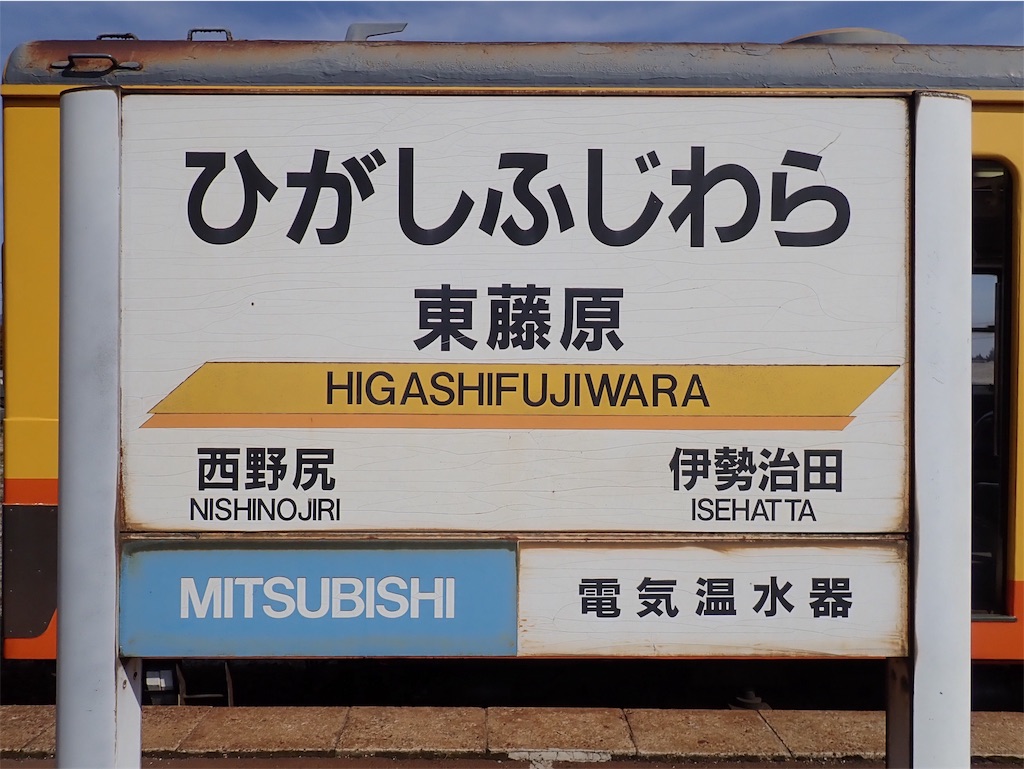 ひがしふじわら
東藤原
HIGASHIFUJIWARA
西野尻 伊勢治田
NISHINOJIRI ISEHATTA
MITSUBISHI 電気温水器